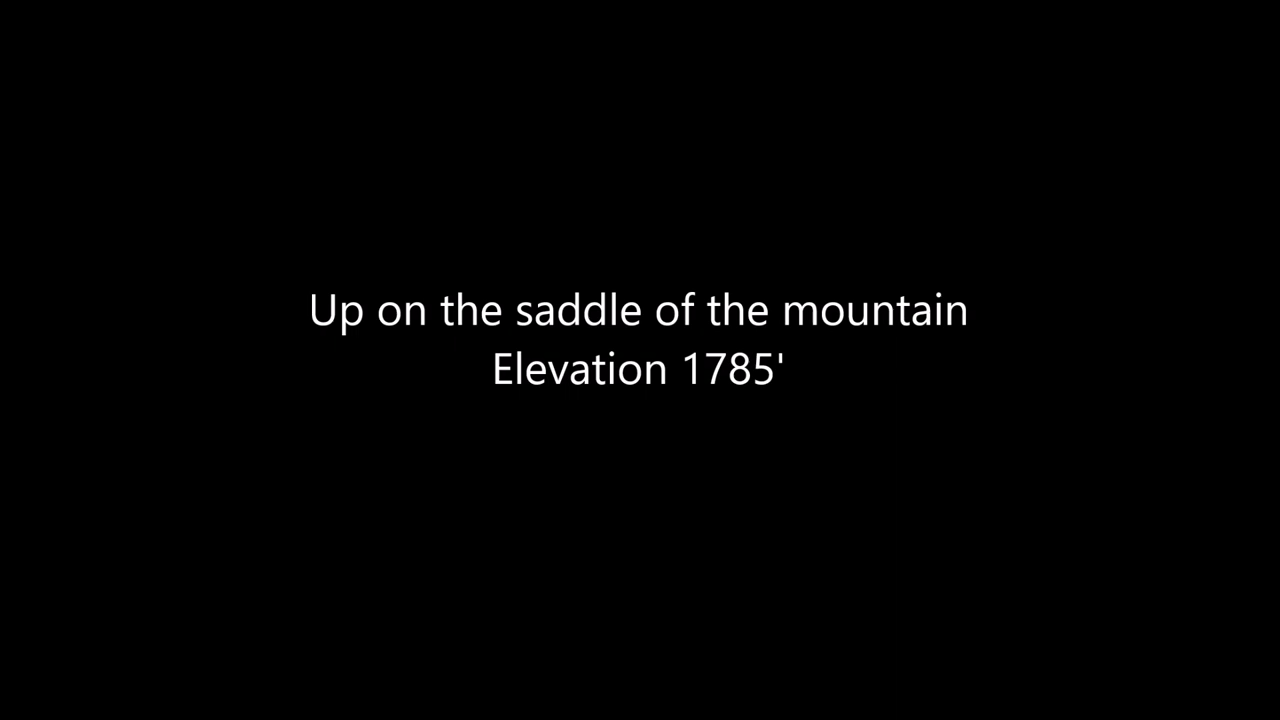 Up on the saddle of the mountain
Elevation 1785'